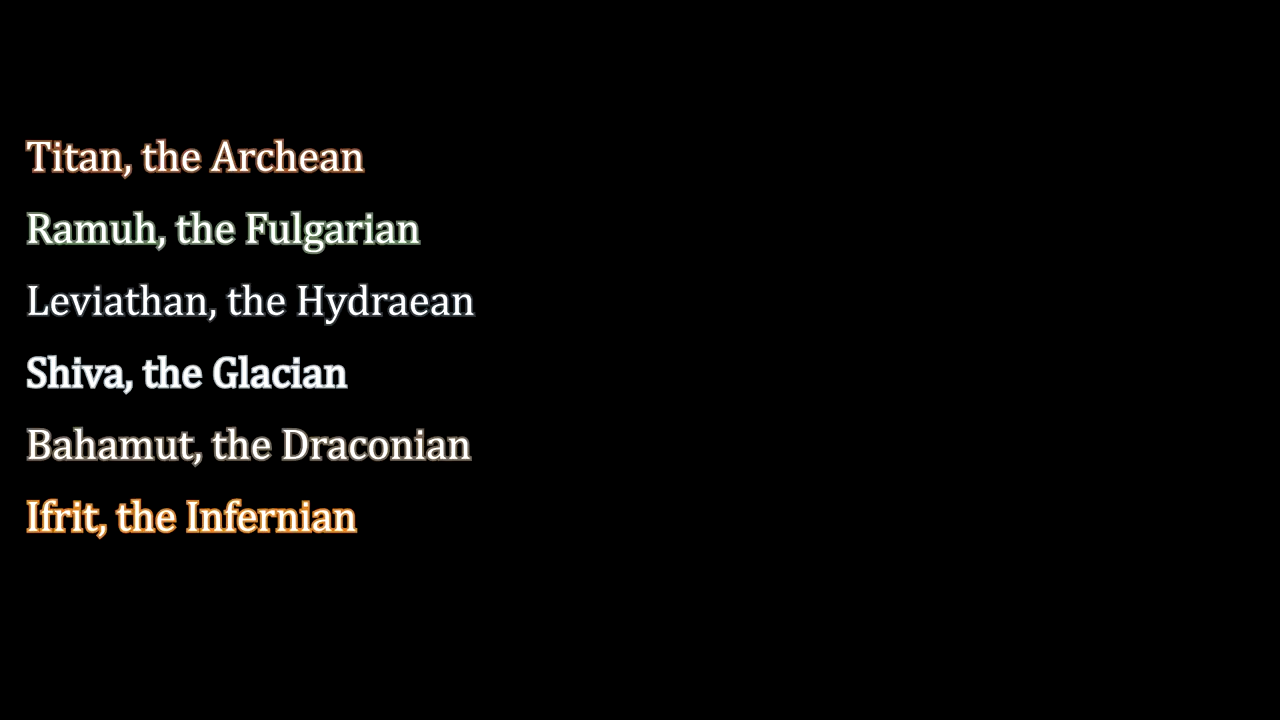 Titan, the Archean
Ramuh, the Fulgarian
Leviathan, the Hydraean
Shiva, the Glacian
Bahamut, the Draconian
Ifrit, the Infernian